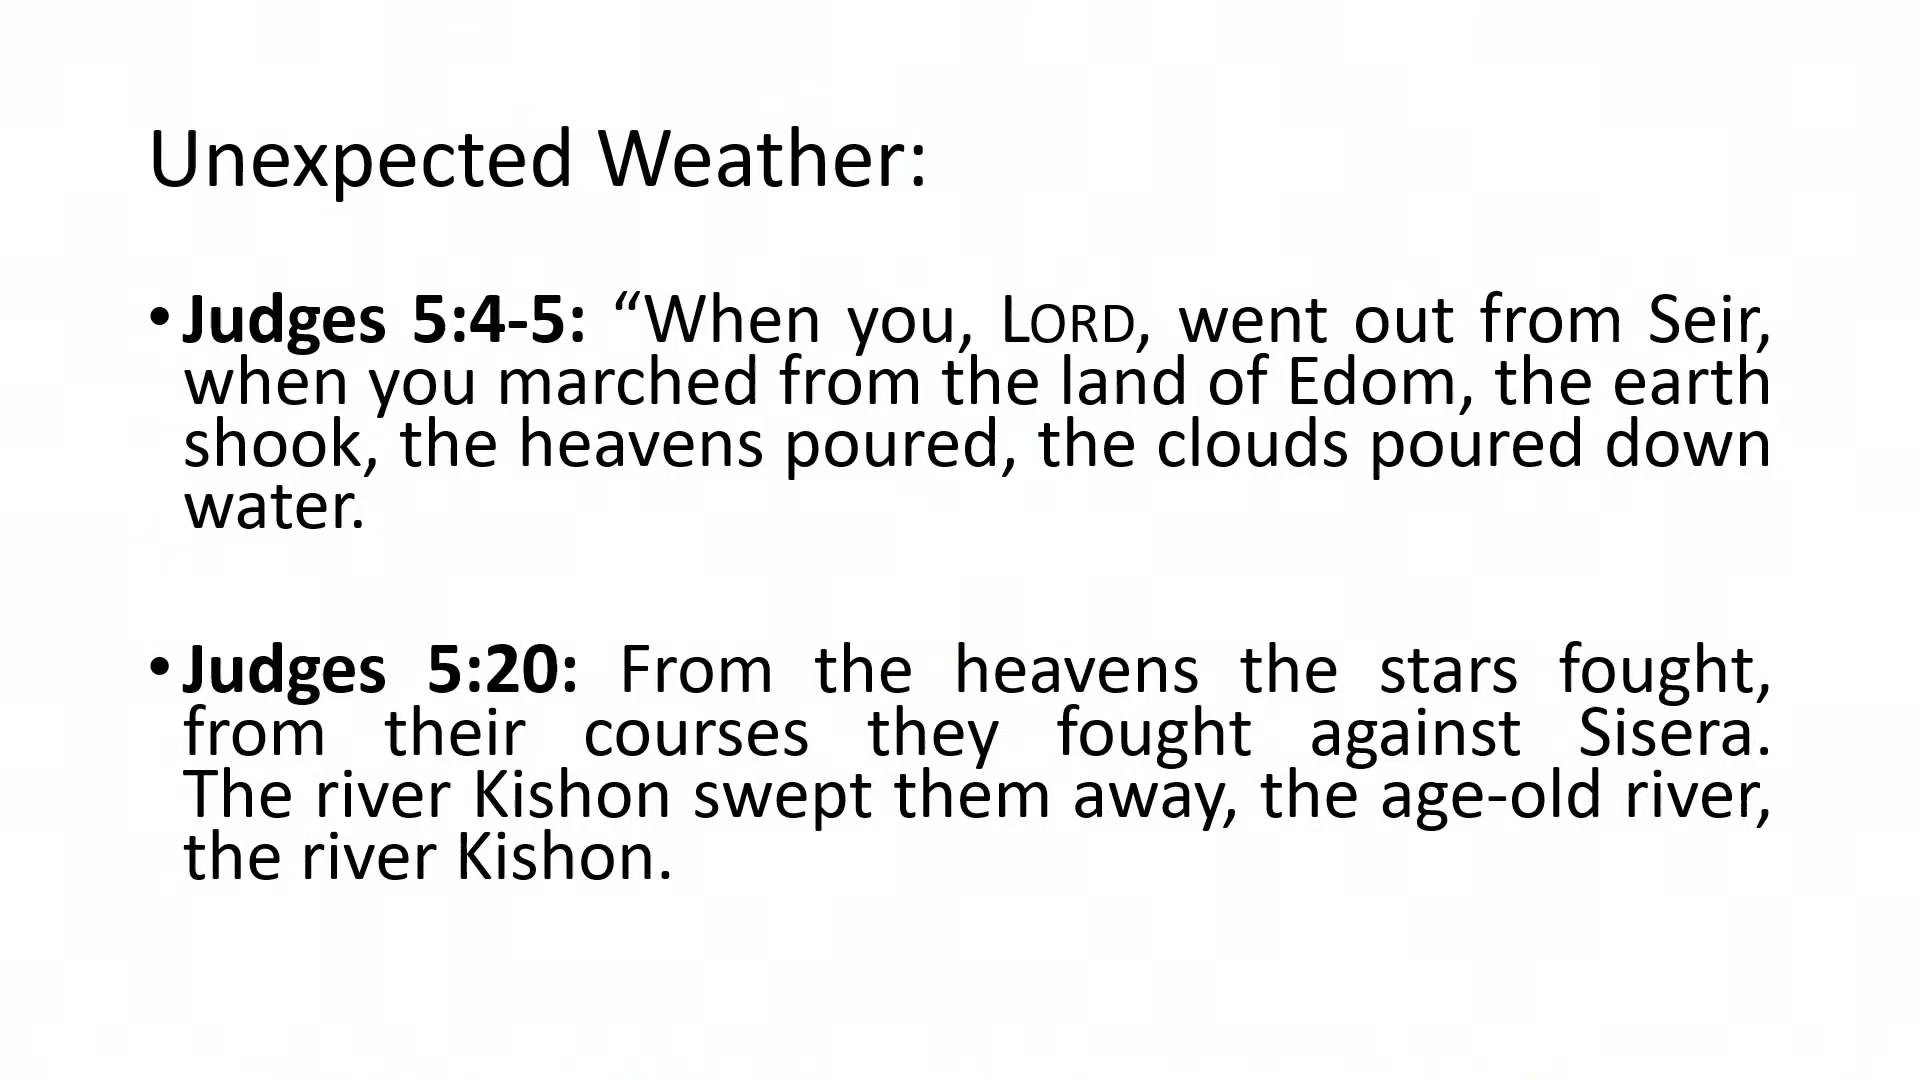 Unexpected Weather:
• Judges 5:4-5: “When you, LORD, went out from Seir,
when you marched from the land of Edom, the earth
shook, the heavens poured, the clouds poured down
water.
• Judges 5:20: From the heavens the stars fought,
from their courses they fought against Sisera.
The river Kishon swept them away, the age-old river,
the river Kishon.